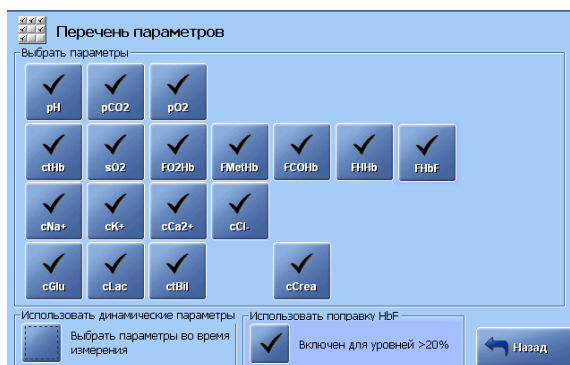 Перечень параметров
Выбрать параметры
pH pCO2 pO2
ctHb sO2 FO2Hb FMetHb FCOHb FHHb FHbF
cNa+ cK+ cCa2+ cCl-
cGlu cLac ctBil cCrea
Использовать динамические параметры
Выбрать параметры во время
измерения
Использовать поправку HbF
Включен для уровней >20%
Назад